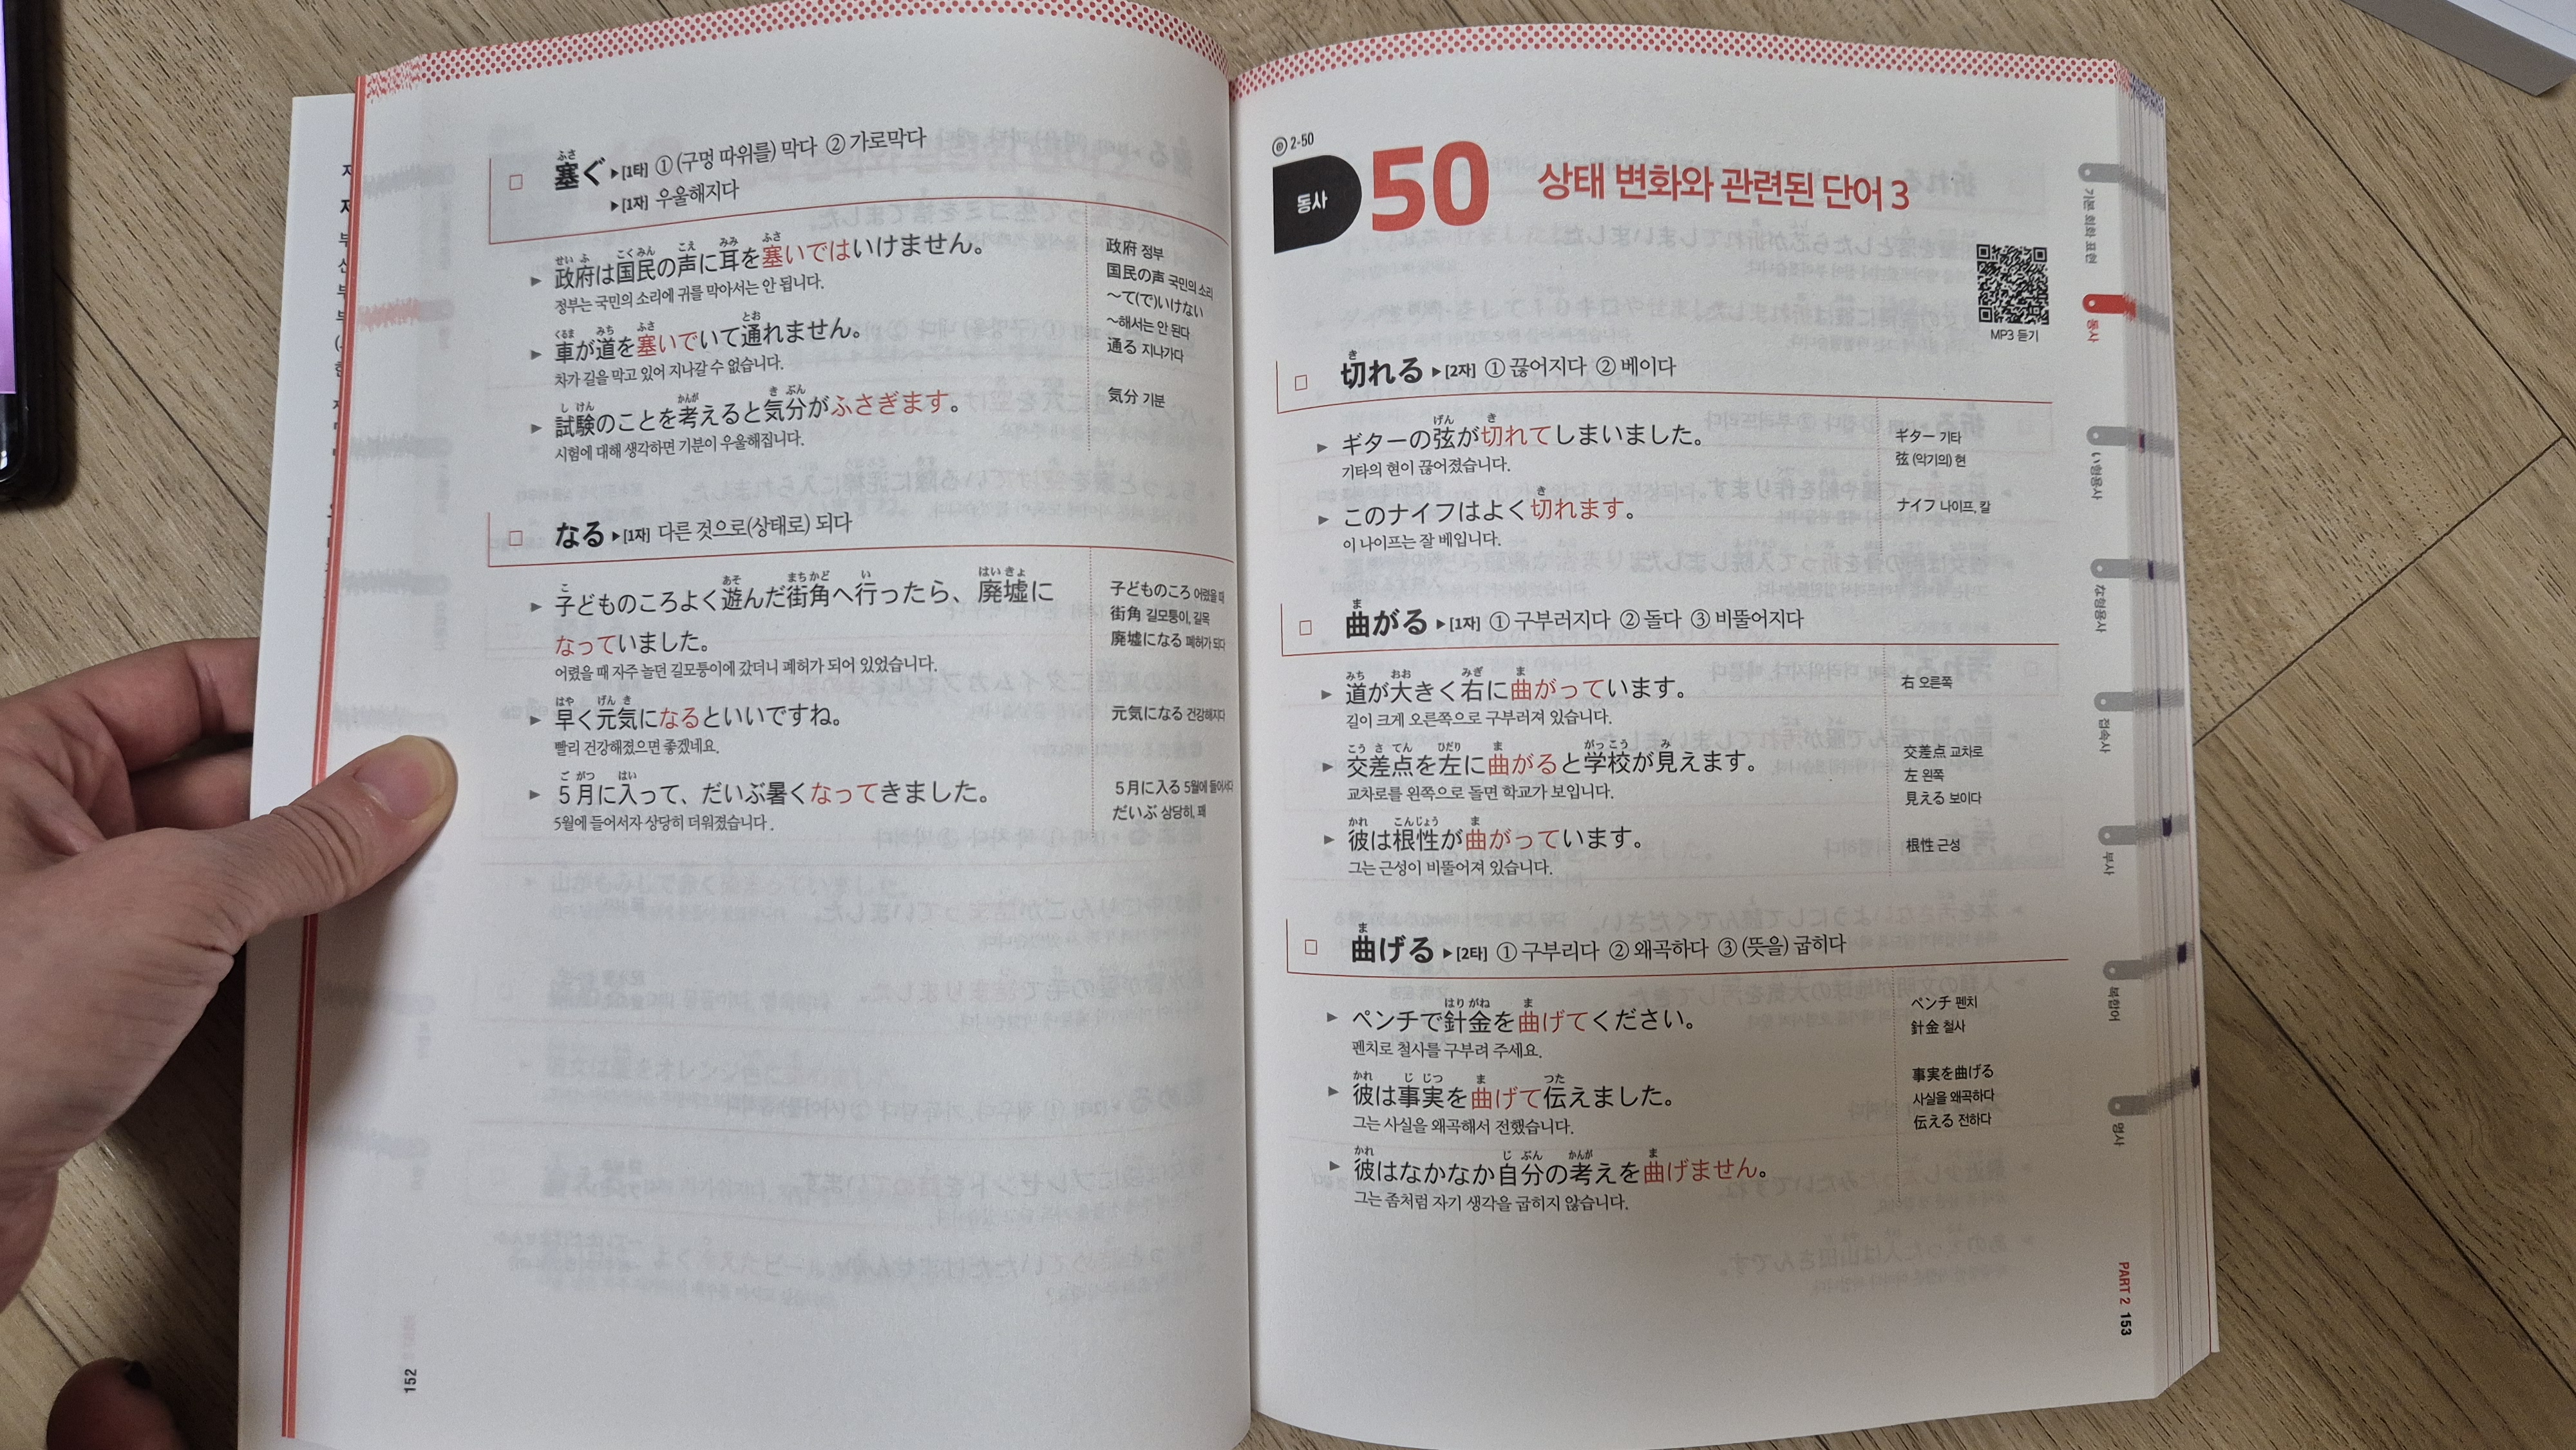 塞ぐ ▶[1타] ① (구멍 따위를) 막다 ② 가로막다
▶[1자] 우울해지다
▶ 政府は国民の声に耳を塞いではいけません。
정부는 국민의 소리에 귀를 막아서는 안 됩니다.
政府 정부
国民の声 국민의 소리
～て(で)いけない
~해서는 안 된다
▶ 車が道を塞いでいて通れません。
차가 길을 막고 있어 지나갈 수 없습니다.
通る 지나가다
▶ 試験のことを考えると気分がふさぎます。
시험에 대해 생각하면 기분이 우울해집니다.
気分 기분
なる ▶[1자] 다른 것으로(상태로) 되다
▶ 子どものころよく遊んだ街角へ行ったら、廃墟に
なっていました。
어렸을 때 자주 놀던 길모퉁이에 갔더니 폐허가 되어 있었습니다.
子どものころ 어렸을 때
街角 길모퉁이, 길목
廃墟になる 폐허가 되다
▶ 早く元気になるといいですね。
빨리 건강해졌으면 좋겠네요.
元気になる 건강해지다
▶ 5月に入って、だいぶ暑くなってきました。
5월에 들어서자 상당히 더워졌습니다.
5月に入る 5월에 들어서다
だいぶ 상당히, 꽤
152
2-50
동사
50
상태 변화와 관련된 단어 3
MP3 듣기
切れる ▶[2자] ① 끊어지다 ② 베이다
▶ ギターの弦が切れてしまいました。
기타의 현이 끊어졌습니다.
ギター 기타
弦 (악기의) 현
▶ このナイフはよく切れます。
이 나이프는 잘 베입니다.
ナイフ 나이프, 칼
曲がる ▶[1자] ① 구부러지다 ② 돌다 ③ 비뚤어지다
▶ 道が大きく右に曲がっています。
길이 크게 오른쪽으로 구부러져 있습니다.
右 오른쪽
▶ 交差点を左に曲がると学校が見えます。
교차로를 왼쪽으로 돌면 학교가 보입니다.
交差点 교차로
左 왼쪽
見える 보이다
▶ 彼は根性が曲がっています。
그는 근성이 비뚤어져 있습니다.
根性 근성
曲げる ▶[2타] ① 구부리다 ② 왜곡하다 ③ (뜻을) 굽히다
▶ ペンチで針金を曲げてください。
펜치로 철사를 구부려 주세요.
ペンチ 펜치
針金 철사
▶ 彼は事実を曲げて伝えました。
그는 사실을 왜곡해서 전했습니다.
事実を曲げる
사실을 왜곡하다
伝える 전하다
▶ 彼はなかなか自分の考えを曲げません。
그는 좀처럼 자기 생각을 굽히지 않습니다.
기본 회화 표현
동사
い형용사
な형용사
접속사
부사
복합어
명사
PART 2 153